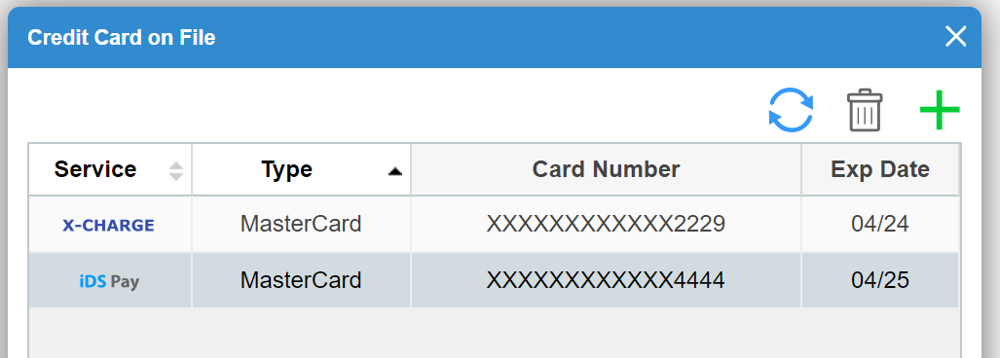 Credit Card on File
Service Type Card Number Exp Date
X-CHARGE MasterCard XXXXXXXXXXXX2229 04/24
iDS Pay MasterCard XXXXXXXXXXXX4444 04/25